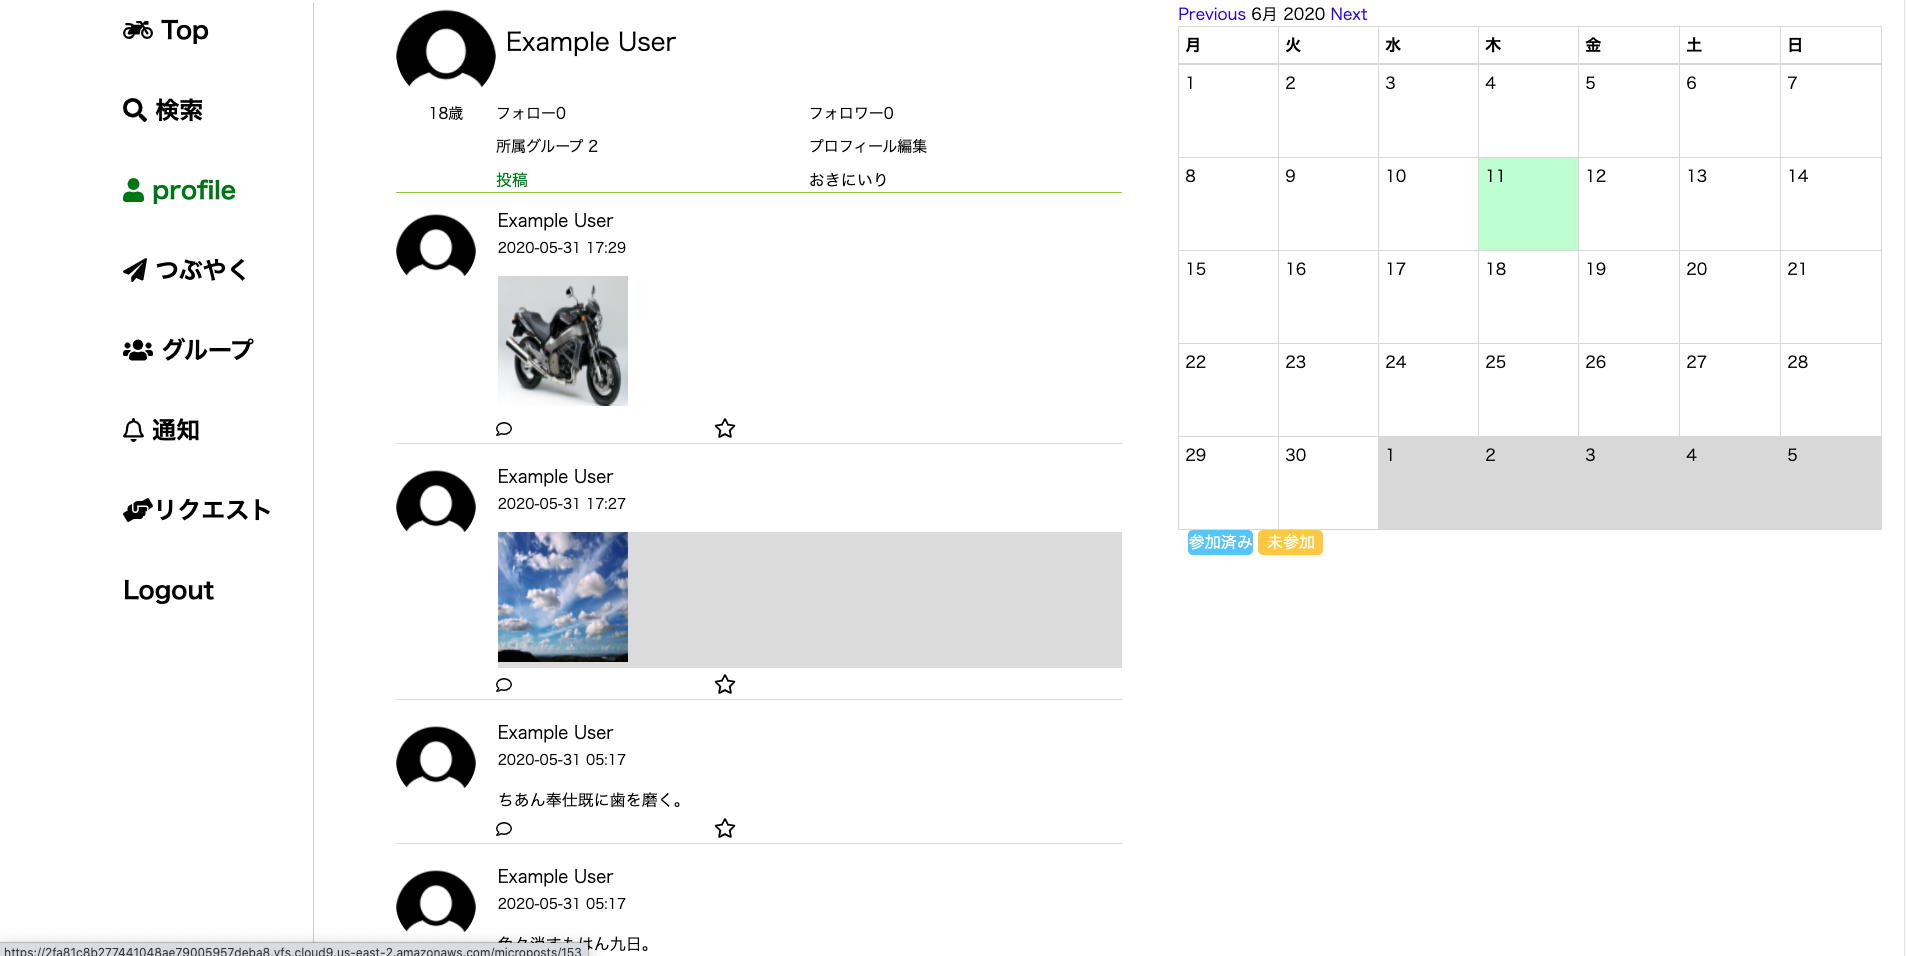 Top
検索
profile
つぶやく
グループ
通知
リクエスト
Logout
Example User
18歳 フォロー0 フォロワー0
所属グループ 2 プロフィール編集
投稿 おきにいり
Example User
2020-05-31 17:29
Example User
2020-05-31 17:27
Example User
2020-05-31 05:17
ちあん奉仕既に歯を磨く。
Example User
2020-05-31 05:17
ん九日。
Previous 6月 2020 Next
月 火 水 木 金 土 日
1 2 3 4 5 6 7
8 9 10 11 12 13 14
15 16 17 18 19 20 21
22 23 24 25 26 27 28
29 30 1 2 3 4 5
参加済み 未参加
https://2fa81c8b277441048ae79005957deba8.vfs.cloud9.us-east-2.amazonaws.com/microposts/153